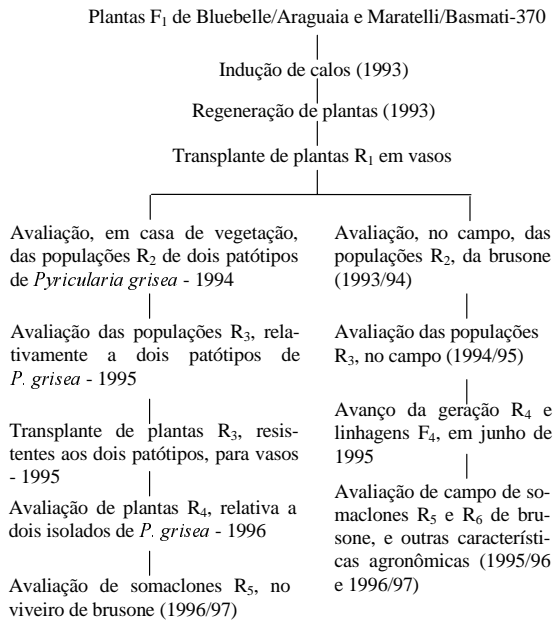 Plantas F₁ de Bluebelle/Araguaia e Maratelli/Basmati-370
Indução de calos (1993)
Regeneração de plantas (1993)
Transplante de plantas R₁ em vasos
Avaliação, em casa de vegetação,
das populações R₂ de dois patótipos
de Pyricularia grisea - 1994
Avaliação das populações R₃, rela-
tivamente a dois patótipos de
P. grisea - 1995
Transplante de plantas R₃, resis-
tentes aos dois patótipos, para vasos
- 1995
Avaliação de plantas R₄, relativa a
dois isolados de P. grisea - 1996
Avaliação de somaclones R₅, no
viveiro de brusone (1996/97)
Avaliação, no campo, das
populações R₂, da brusone
(1993/94)
Avaliação das populações
R₃, no campo (1994/95)
Avanço da geração R₄ e
linhagens F₄, em junho de
1995
Avaliação de campo de so-
maclones R₅ e R₆ de bru-
sone, e outras característi-
cas agronômicas (1995/96
e 1996/97)